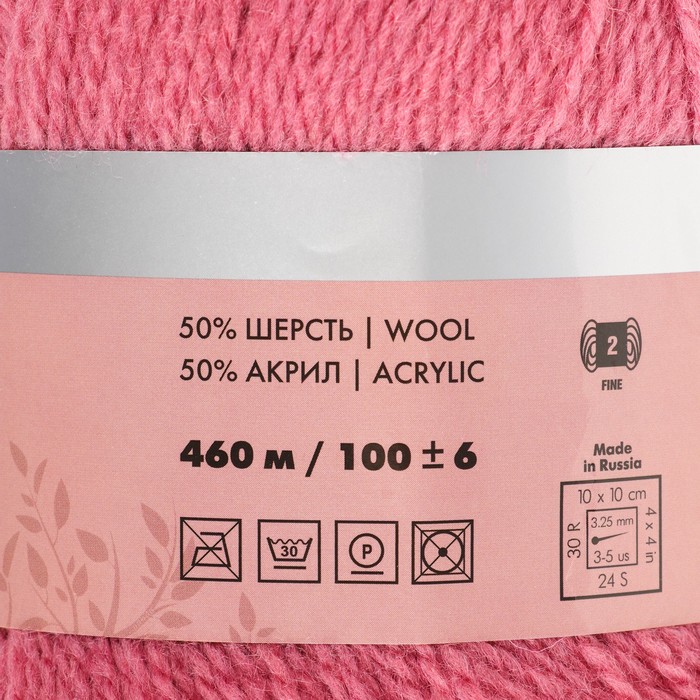 50% ШЕРСТЬ | WOOL
50% АКРИЛ | ACRYLIC
460 м / 100 ± 6
30
P
2
FINE
Made
in Russia
10 x 10 cm
30 R
3.25 mm
3-5 us
4 x 4 in
24 S